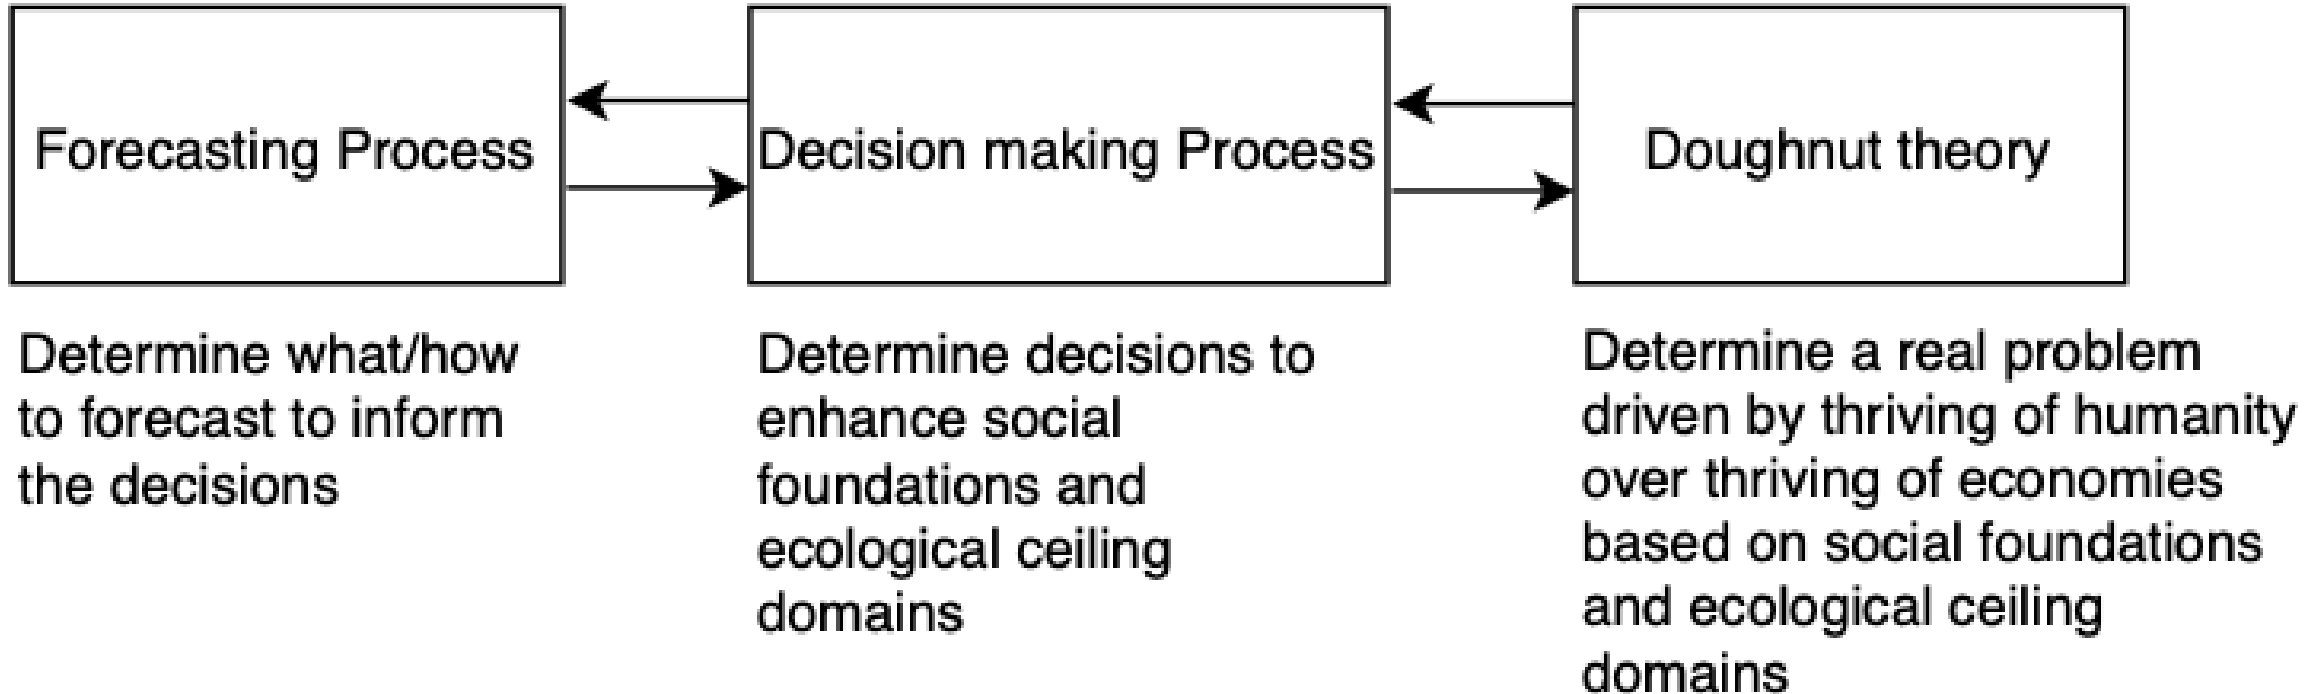 Forecasting Process
Decision making Process
Doughnut theory
Determine what/how
to forecast to inform
the decisions
Determine decisions to
enhance social
foundations and
ecological ceiling
domains
Determine a real problem
driven by thriving of humanity
over thriving of economies
based on social foundations
and ecological ceiling
domains